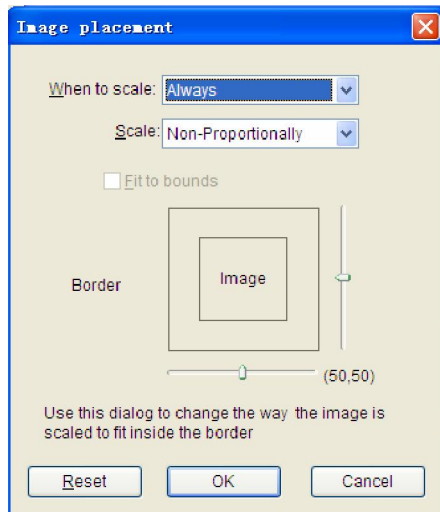 Image placement
When to scale: Always
Scale: Non-Proportionally
Fit to bounds
Border
Image
(50,50)
Use this dialog to change the way the image is
scaled to fit inside the border
Reset OK Cancel